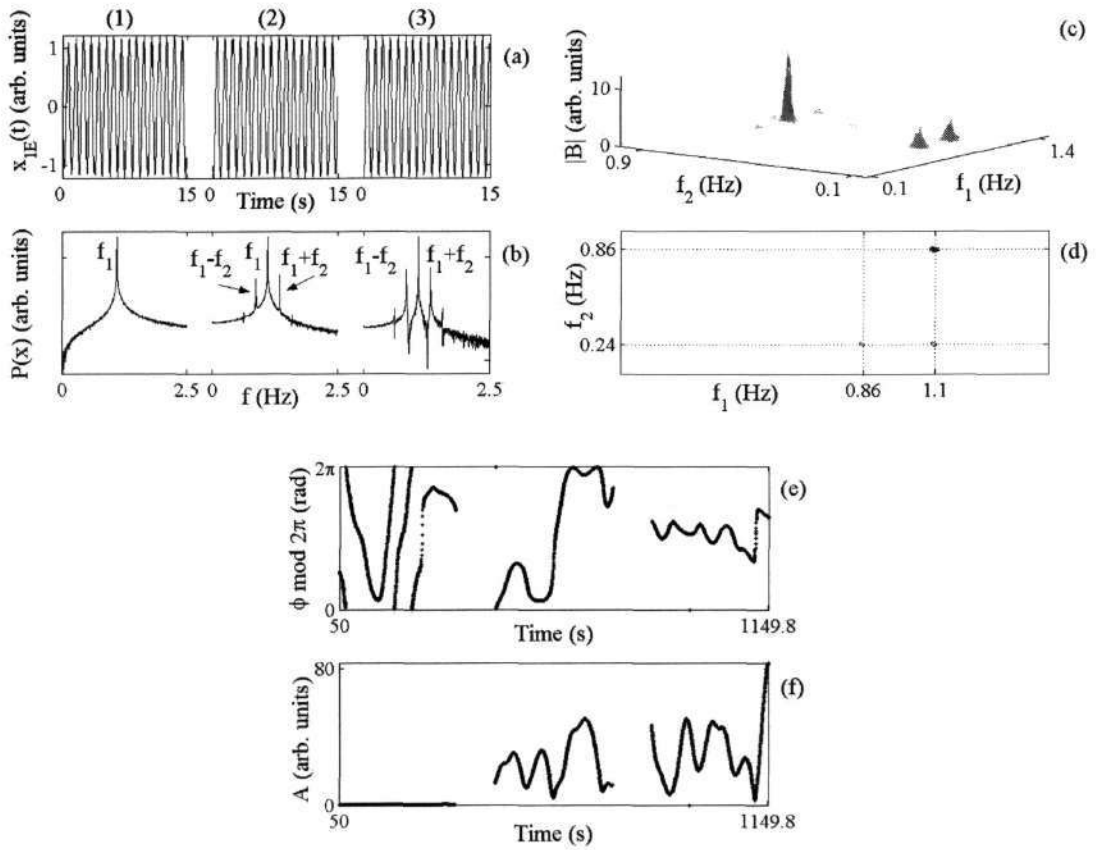 (1) (2) (3)
(a)
x1E(t) (arb. units)
1
0
-1
0 15 0 15 0 15
Time (s)
(b)
P(x) (arb. units)
f1
f1-f2 f1 f1+f2
f1-f2 f1+f2
0 2.5 0 2.5 0 2.5
f (Hz)
(c)
|B| (arb. units)
10
0
0.9
f2 (Hz)
0.1
0.1
f1 (Hz)
1.4
(d)
f2 (Hz)
0.86
0.24
f1 (Hz)
0.86 1.1
(e)
ϕ mod 2π (rad)
2π
0
50 1149.8
Time (s)
(f)
A (arb. units)
80
0
50 1149.8
Time (s)